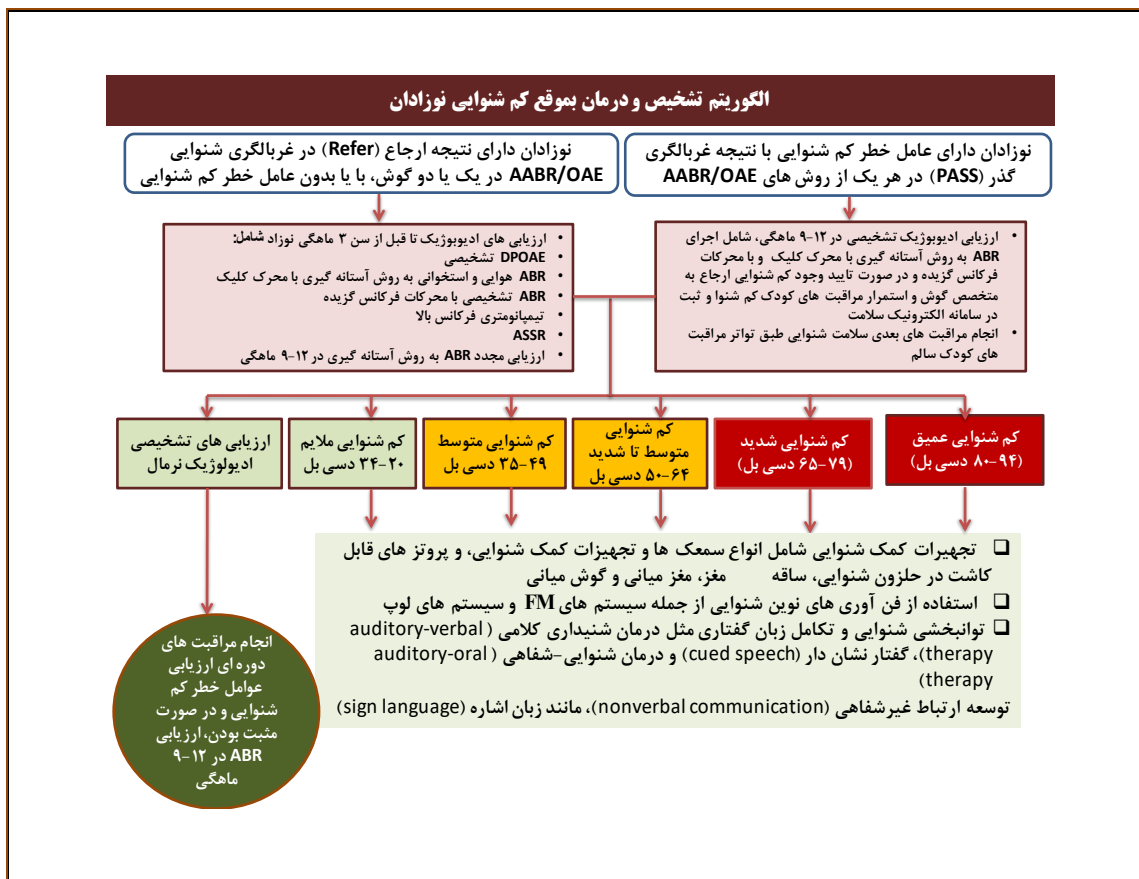 الگوریتم تشخیص و درمان بموقع کم شنوایی نوزادان
نوزادان دارای عامل خطر کم شنوایی با نتیجه غربالگری
گذر (PASS) در هر یک از روش های AABR/OAE
نوزادان دارای نتیجه ارجاع (Refer) در غربالگری شنوایی
AABR/OAE در یک یا دو گوش، با یا بدون عامل خطر کم شنوایی
• ارزیابی ادیوبوژیک تشخیصی در ۱۲-۹ ماهگی، شامل اجرای
ABR به روش آستانه گیری با محرک کلیک و با محرکات
فرکانس گزیده و در صورت تایید وجود کم شنوایی ارجاع به
متخصص گوش و استمرار مراقبت های کودک کم شنوا و ثبت
در سامانه الکترونیک سلامت
• انجام مراقبت های بعدی سلامت شنوایی طبق تواتر مراقبت
های کودک سالم
• ارزیابی های ادیوبوژیک تا قبل از سن ۳ ماهگی نوزاد شامل:
• DPOAE تشخیصی
• ABR هوایی و استخوانی به روش آستانه گیری با محرک کلیک
• ABR تشخیصی با محرکات فرکانس گزیده
• تیمپانومتری فرکانس بالا
• ASSR
• ارزیابی مجدد ABR به روش آستانه گیری در ۱۲-۹ ماهگی
کم شنوایی عمیق
(۸۰-۹۴ دسی بل)
کم شنوایی شدید
(۶۵-۷۹ دسی بل)
کم شنوایی
متوسط تا شدید
۵۰-۶۴ دسی بل
کم شنوایی متوسط
۳۵-۴۹ دسی بل
کم شنوایی ملایم
۳۴-۲۰ دسی بل
ارزیابی های تشخیصی
ادیولوژیک نرمال
❑ تجهیرات کمک شنوایی شامل انواع سمعک ها و تجهیزات کمک شنوایی، و پروتز های قابل
کاشت در حلزون شنوایی، ساقه مغز، مغز میانی و گوش میانی
❑ استفاده از فن آوری های نوین شنوایی از جمله سیستم های FM و سیستم های لوپ
❑ توانبخشی شنوایی و تکامل زبان گفتاری مثل درمان شنیداری کلامی (auditory-verbal
therapy)، گفتار نشان دار (cued speech) و درمان شنوایی-شفاهی (auditory-oral
therapy)
توسعه ارتباط غیرشفاهی (nonverbal communication)، مانند زبان اشاره (sign language)
انجام مراقبت های
دوره ای ارزیابی
عوامل خطر کم
شنوایی و در صورت
مثبت بودن، ارزیابی
ABR در ۱۲-۹
ماهگی